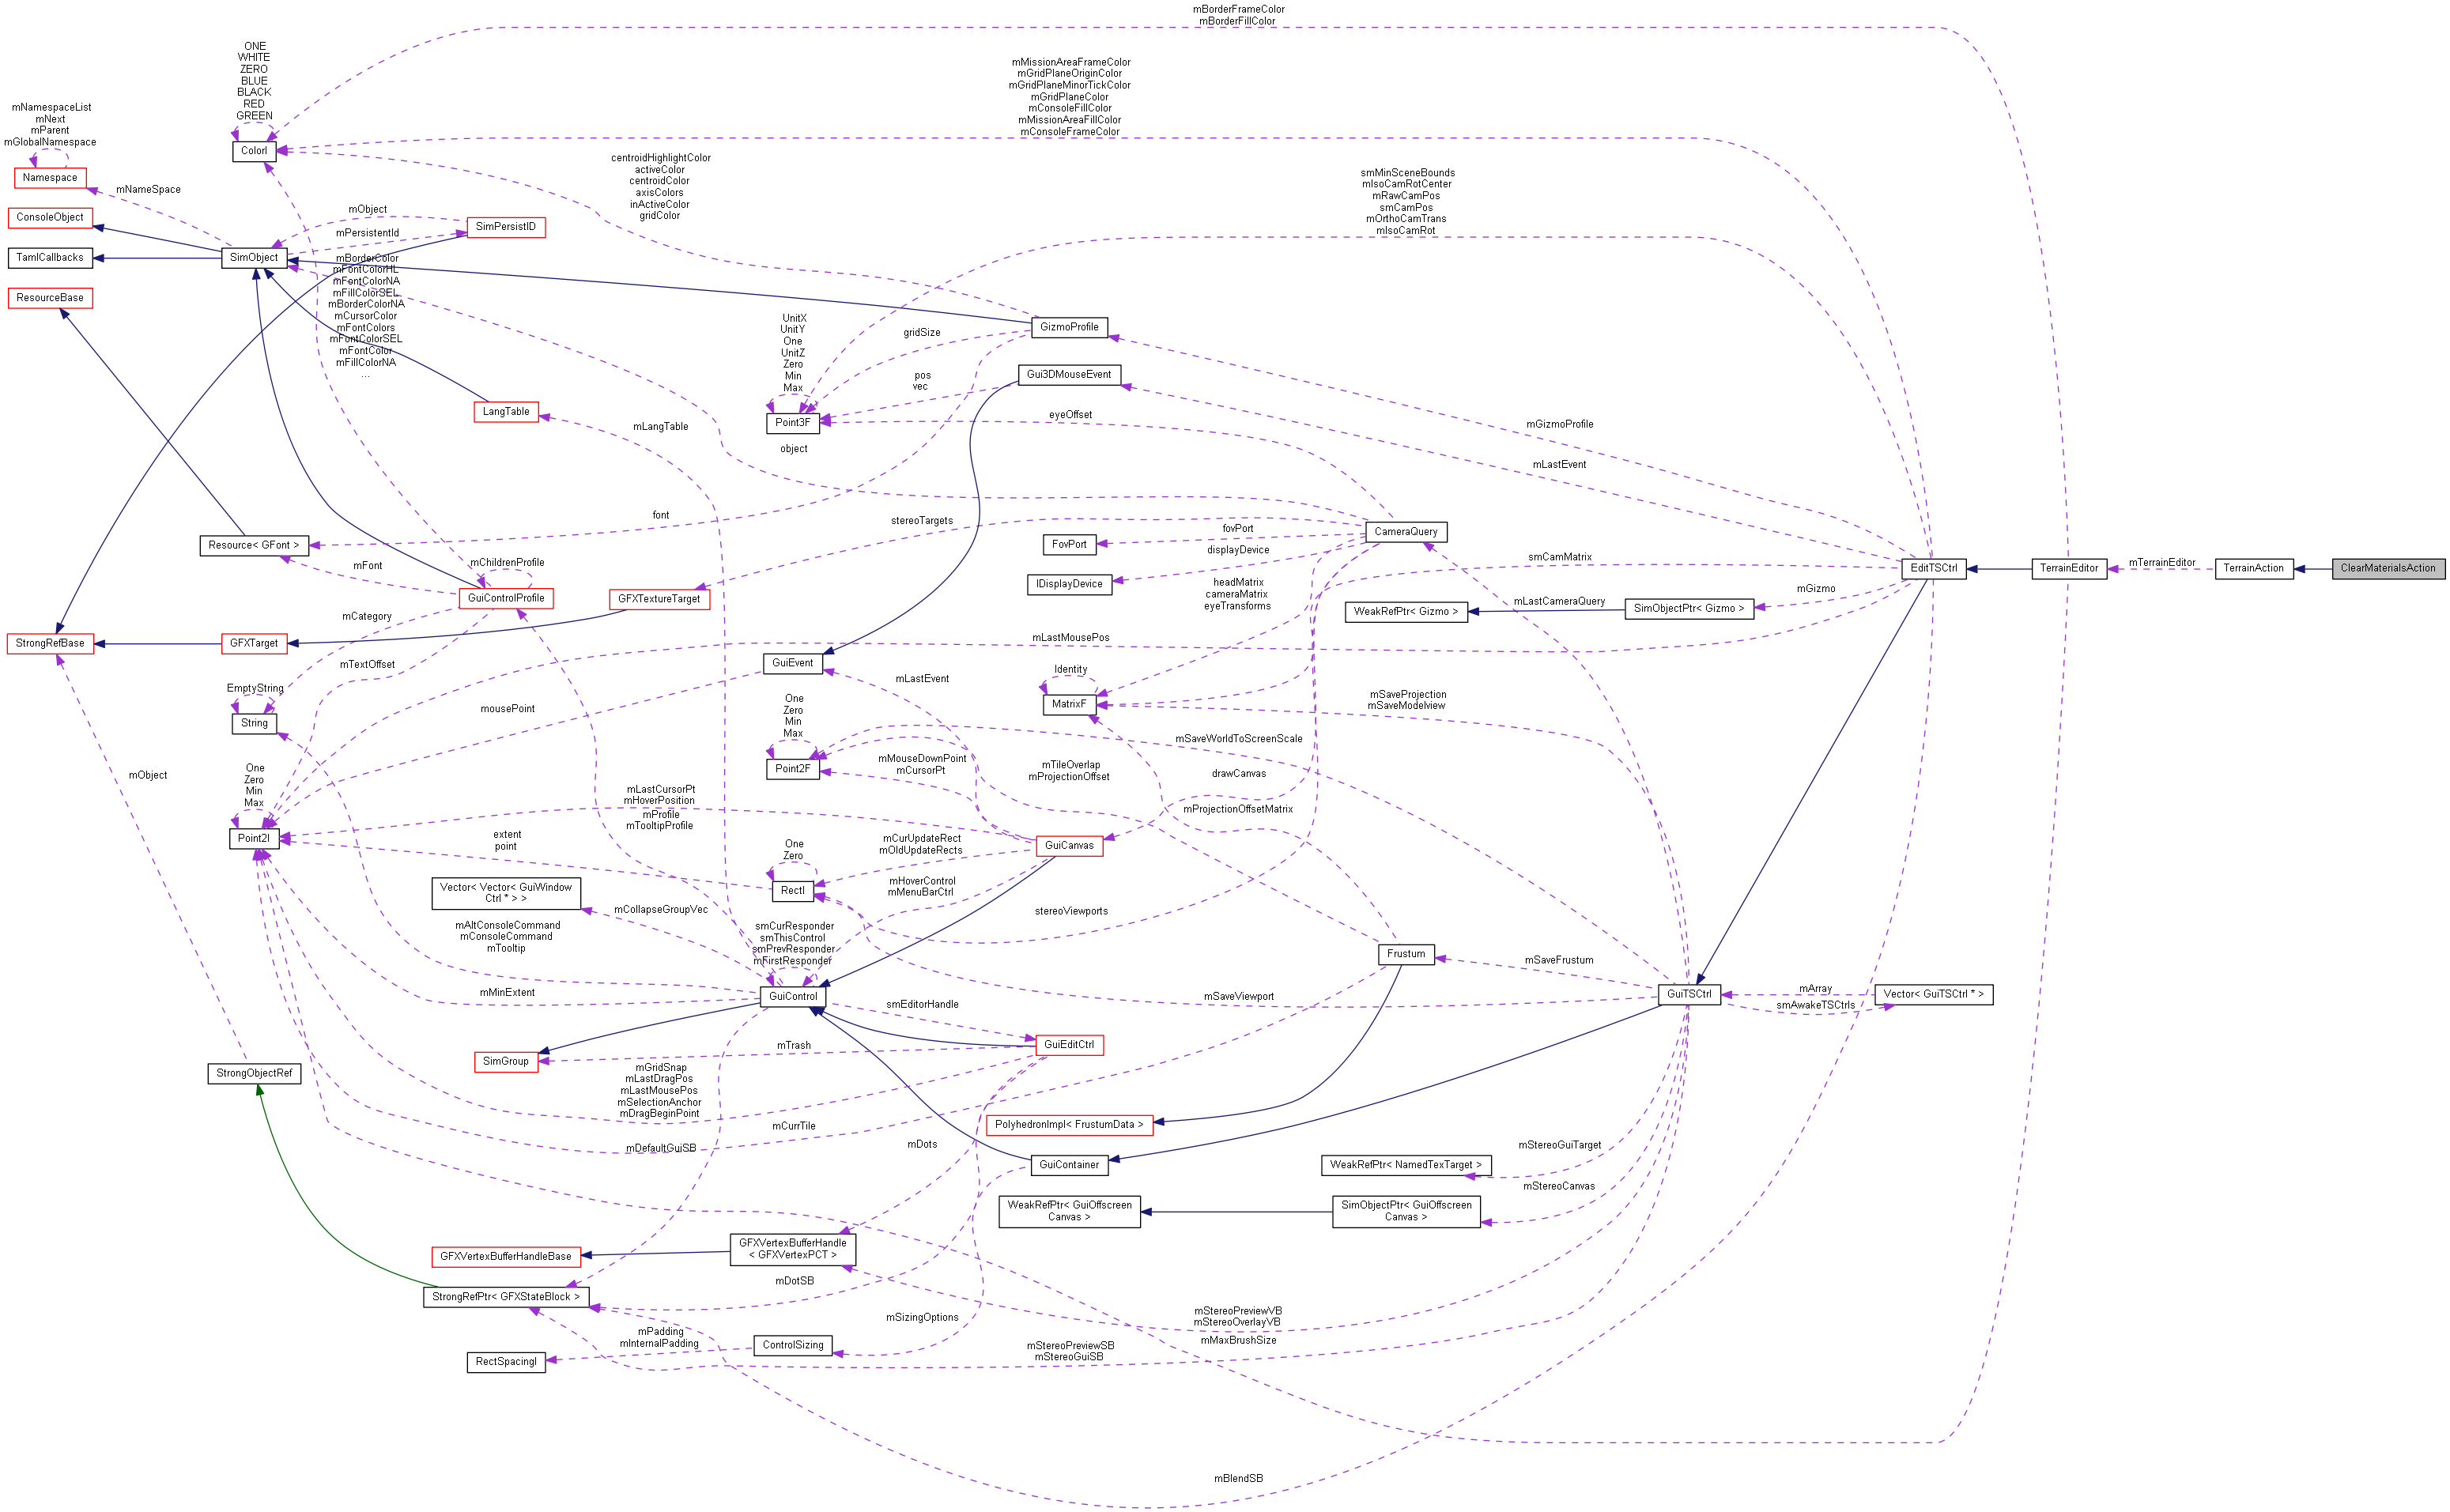 mBorderFrameColor
mBorderFillColor
ONE
WHITE
ZERO
BLUE
BLACK
RED
GREEN
mMissionAreaFrameColor
mGridPlaneOriginColor
mGridPlaneMinorTickColor
mGridPlaneColor
mConsoleFillColor
mMissionAreaFillColor
mConsoleFrameColor
mNamespaceList
mNext
mParent
mGlobalNamespace
ColorI
Namespace
mNameSpace
centroidHighlightColor
activeColor
centroidColor
axisColors
inActiveColor
gridColor
smMinSceneBounds
mIsoCamRotCenter
mRawCamPos
smCamPos
mOrthoCamTrans
mIsoCamRot
ConsoleObject
mObject
SimPersistID
mPersistentId
TamlCallbacks
SimObject
mBorderColor
mFontColorHL
mFontColorNA
mFillColorSEL
mBorderColorNA
mCursorColor
mFontColors
mFontColorSEL
mFontColor
mFillColorNA
...
ResourceBase
UnitX
UnitY
One
UnitZ
Zero
Min
Max
gridSize
GizmoProfile
pos
vec
Gui3DMouseEvent
LangTable
mLangTable
Point3F
eyeOffset
object
mGizmoProfile
mLastEvent
font
stereoTargets
CameraQuery
Resource< GFont >
fovPort
FovPort
displayDevice
IDisplayDevice
smCamMatrix
EditTSCtrl
TerrainEditor
mTerrainEditor
TerrainAction
ClearMaterialsAction
mFont
mChildrenProfile
GuiControlProfile
GFXTextureTarget
headMatrix
cameraMatrix
eyeTransforms
mLastCameraQuery
WeakRefPtr< Gizmo >
SimObjectPtr< Gizmo >
mGizmo
mCategory
StrongRefBase
GFXTarget
mTextOffset
mLastMousePos
GuiEvent
Identity
MatrixF
EmptyString
String
mousePoint
mLastEvent
One
Zero
Min
Max
Point2F
mSaveProjection
mSaveModelview
mSaveWorldToScreenScale
mObject
One
Zero
Min
Max
Point2I
mMouseDownPoint
mCursorPt
mTileOverlap
mProjectionOffset
drawCanvas
mLastCursorPt
mHoverPosition
mProfile
mTooltipProfile
mProjectionOffsetMatrix
extent
point
One
Zero
RectI
mCurUpdateRect
mOldUpdateRects
GuiCanvas
Vector< Vector< GuiWindow
Ctrl * > >
mCollapseGroupVec
mHoverControl
mMenuBarCtrl
stereoViewports
mAltConsoleCommand
mConsoleCommand
mTooltip
smCurResponder
smThisControl
smPrevResponder
mFirstResponder
Frustum
mSaveFrustum
mSaveViewport
mMinExtent
GuiControl
smEditorHandle
GuiTSCtrl
mArray
smAwakeTSCtrls
Vector< GuiTSCtrl * >
SimGroup
mTrash
GuiEditCtrl
StrongObjectRef
mGridSnap
mLastDragPos
mLastMousePos
mSelectionAnchor
mDragBeginPoint
PolyhedronImpl< FrustumData >
mCurrTile
mDefaultGuiSB
mDots
GuiContainer
mStereoGuiTarget
WeakRefPtr< NamedTexTarget >
mStereoCanvas
WeakRefPtr< GuiOffscreen
Canvas >
SimObjectPtr< GuiOffscreen
Canvas >
GFXVertexBufferHandleBase
GFXVertexBufferHandle
< GFXVertexPCT >
mDotSB
StrongRefPtr< GFXStateBlock >
mSizingOptions
mStereoPreviewVB
mStereoOverlayVB
mMaxBrushSize
mPadding
mInternalPadding
ControlSizing
RectSpacingI
mStereoPreviewSB
mStereoGuiSB
mBlendSB